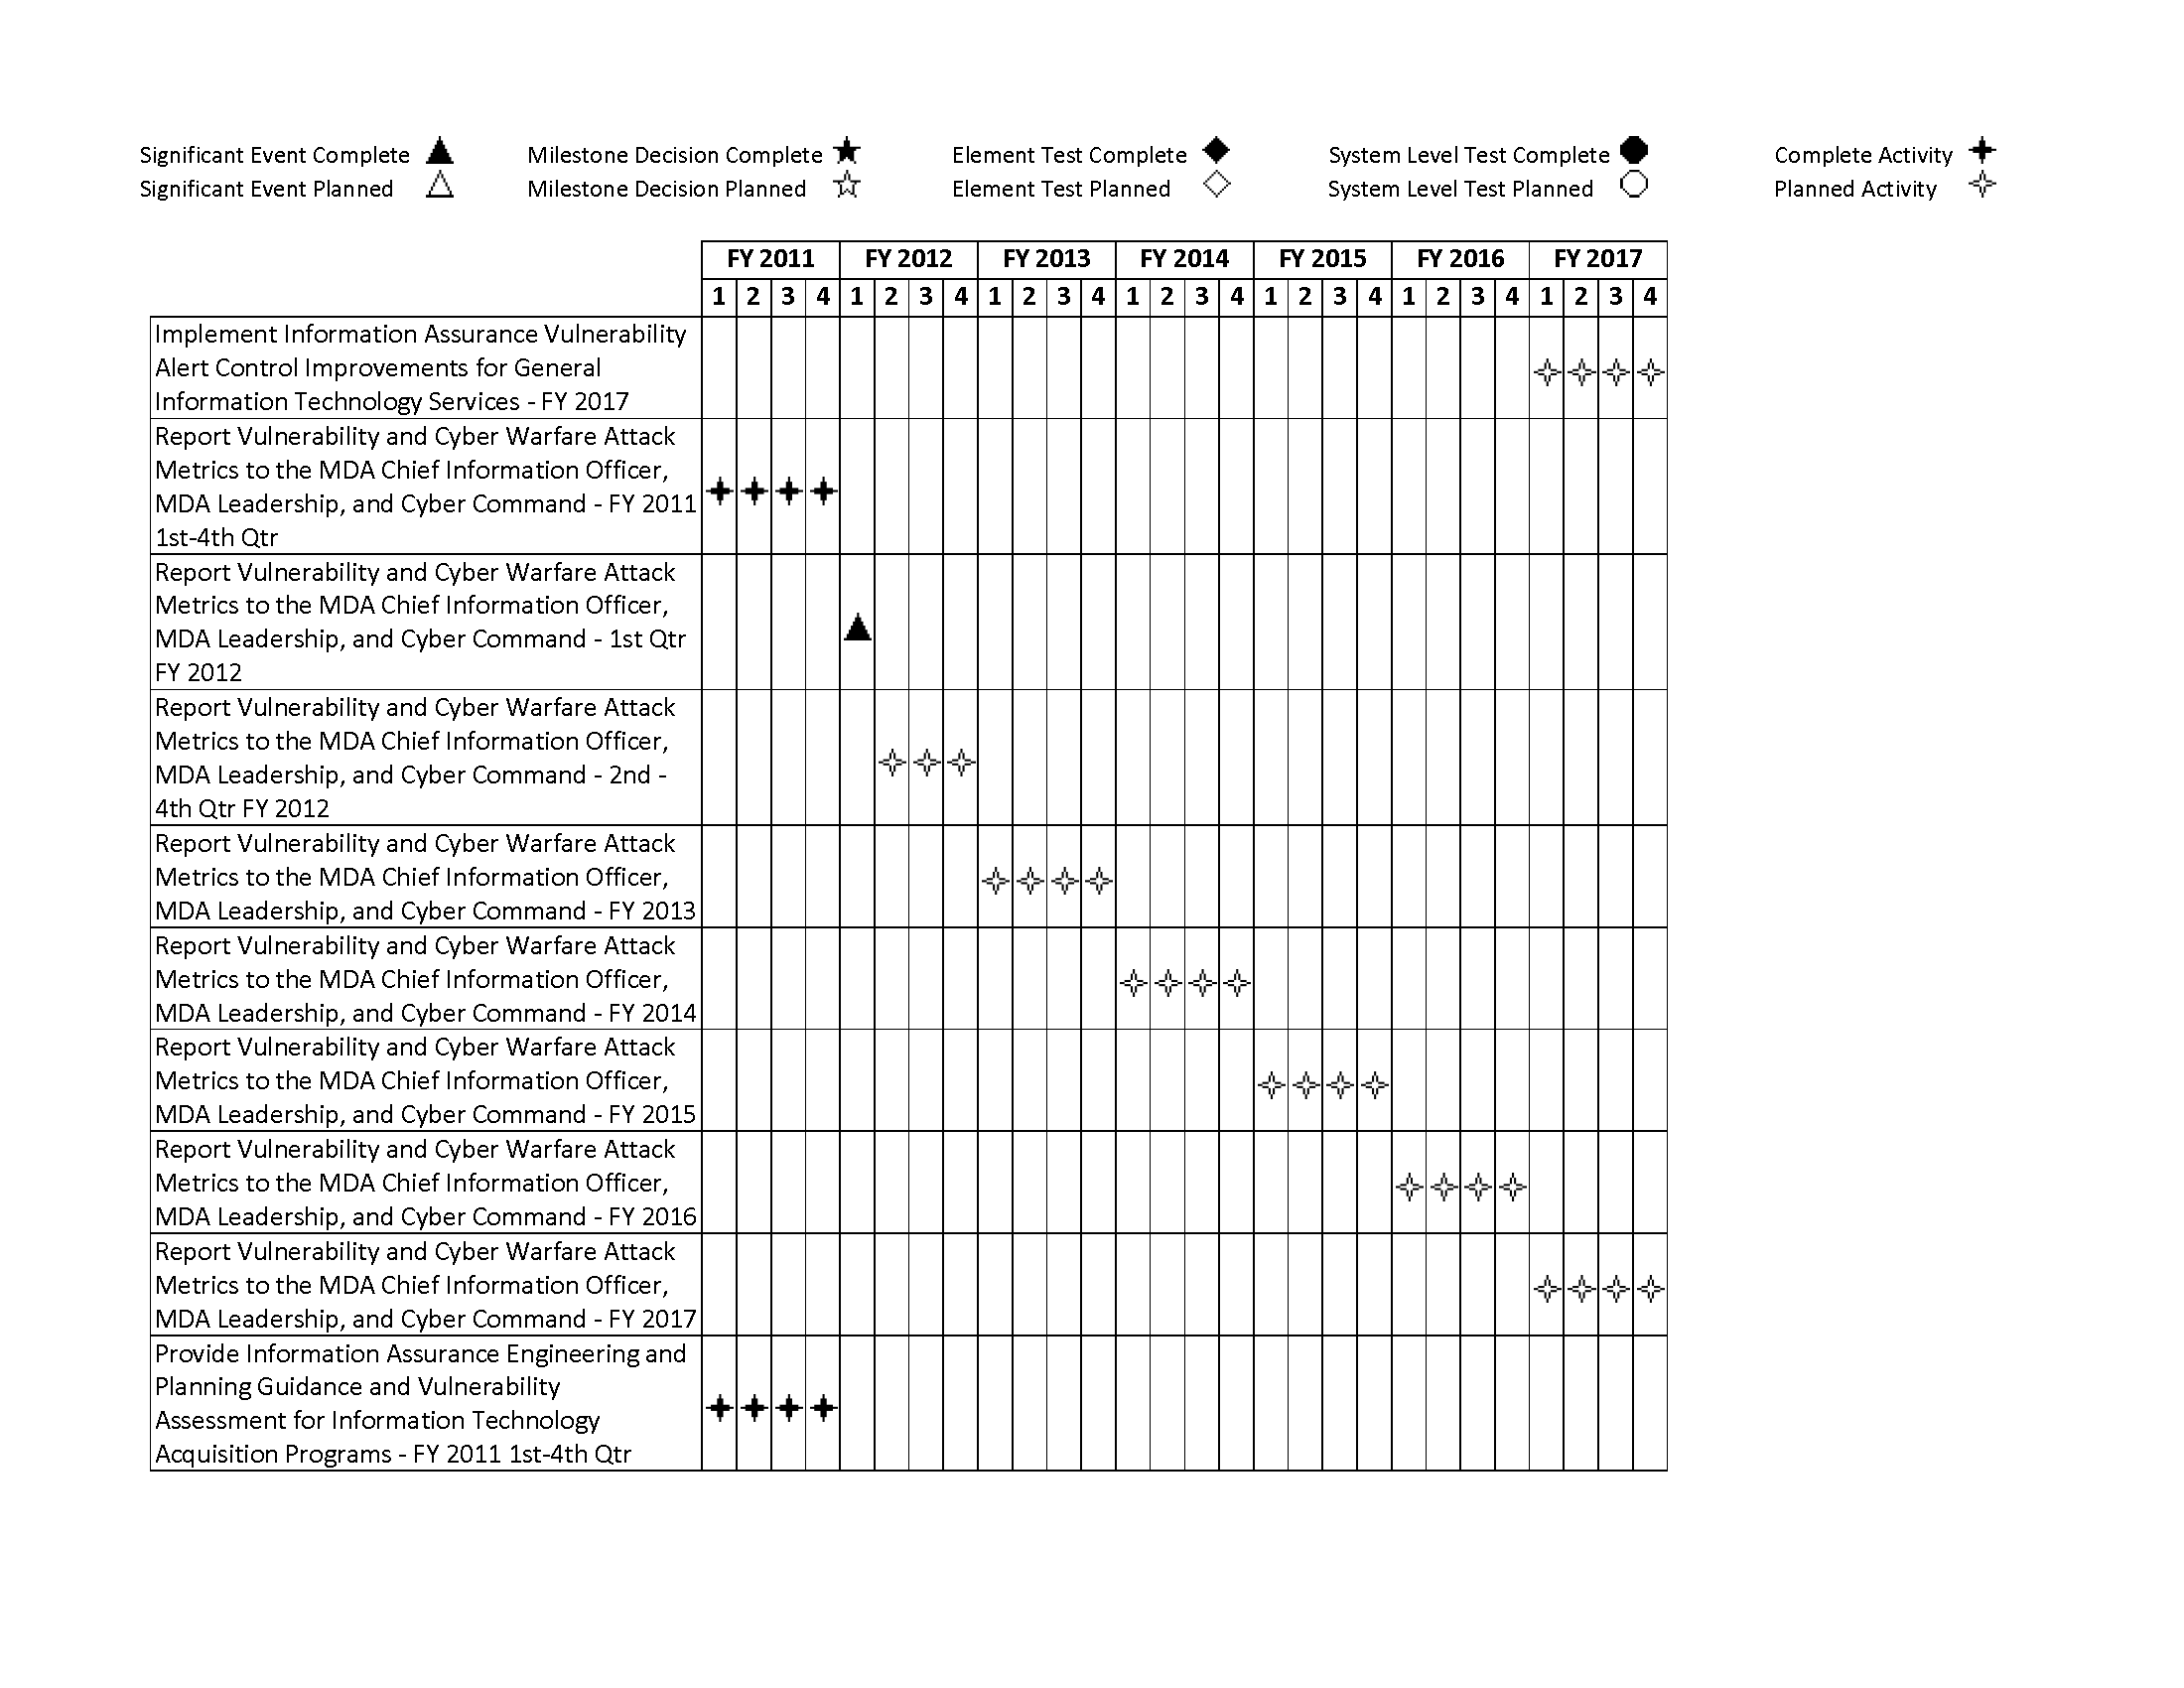 Significant Event Complete Milestone Decision Complete Element Test Complete System Level Test Complete Complete Activity
Significant Event Planned Milestone Decision Planned Element Test Planned System Level Test Planned Planned Activity
FY 2011 FY 2012 FY 2013 FY 2014 FY 2015 FY 2016 FY 2017
1 2 3 4 1 2 3 4 1 2 3 4 1 2 3 4 1 2 3 4 1 2 3 4 1 2 3 4
Implement Information Assurance Vulnerability
Alert Control Improvements for General
Information Technology Services - FY 2017
Report Vulnerability and Cyber Warfare Attack
Metrics to the MDA Chief Information Officer,
MDA Leadership, and Cyber Command - FY 2011
1st-4th Qtr
Report Vulnerability and Cyber Warfare Attack
Metrics to the MDA Chief Information Officer,
MDA Leadership, and Cyber Command - 1st Qtr
FY 2012
Report Vulnerability and Cyber Warfare Attack
Metrics to the MDA Chief Information Officer,
MDA Leadership, and Cyber Command - 2nd -
4th Qtr FY 2012
Report Vulnerability and Cyber Warfare Attack
Metrics to the MDA Chief Information Officer,
MDA Leadership, and Cyber Command - FY 2013
Report Vulnerability and Cyber Warfare Attack
Metrics to the MDA Chief Information Officer,
MDA Leadership, and Cyber Command - FY 2014
Report Vulnerability and Cyber Warfare Attack
Metrics to the MDA Chief Information Officer,
MDA Leadership, and Cyber Command - FY 2015
Report Vulnerability and Cyber Warfare Attack
Metrics to the MDA Chief Information Officer,
MDA Leadership, and Cyber Command - FY 2016
Report Vulnerability and Cyber Warfare Attack
Metrics to the MDA Chief Information Officer,
MDA Leadership, and Cyber Command - FY 2017
Provide Information Assurance Engineering and
Planning Guidance and Vulnerability
Assessment for Information Technology
Acquisition Programs - FY 2011 1st-4th Qtr